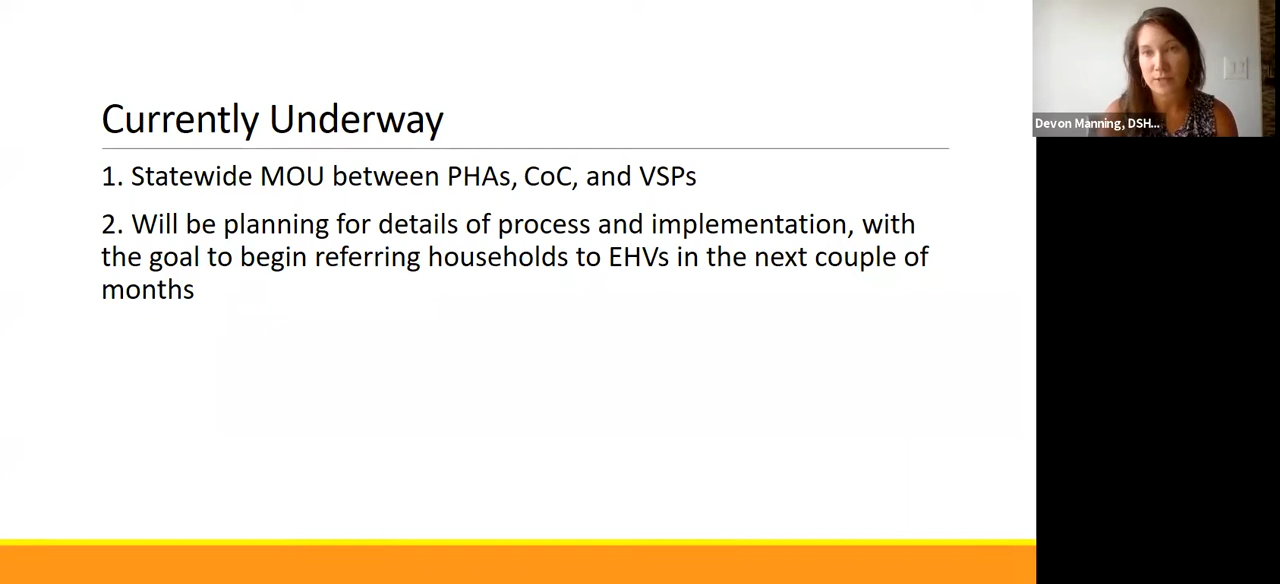 Currently Underway
1. Statewide MOU between PHAs, CoC, and VSPs
2. Will be planning for details of process and implementation, with
the goal to begin referring households to EHVs in the next couple of
months
Devon Manning, DSH...